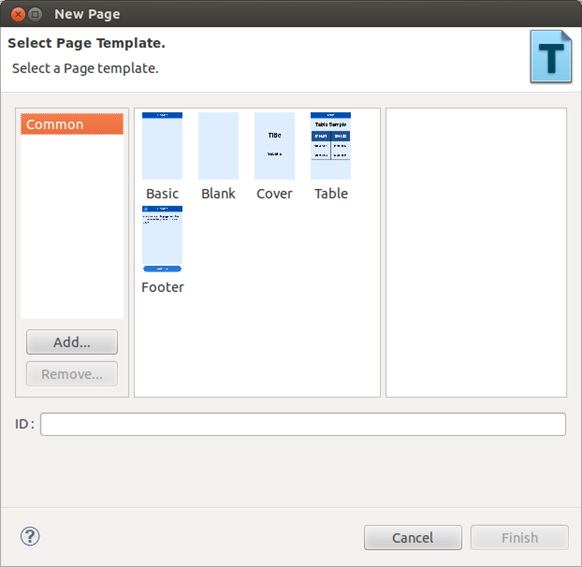 New Page
Select Page Template.
Select a Page template.
T
Common
Title
Table Sample
Basic
Blank
Cover
Table
Footer
Add...
Remove...
ID :
?
Cancel
Finish